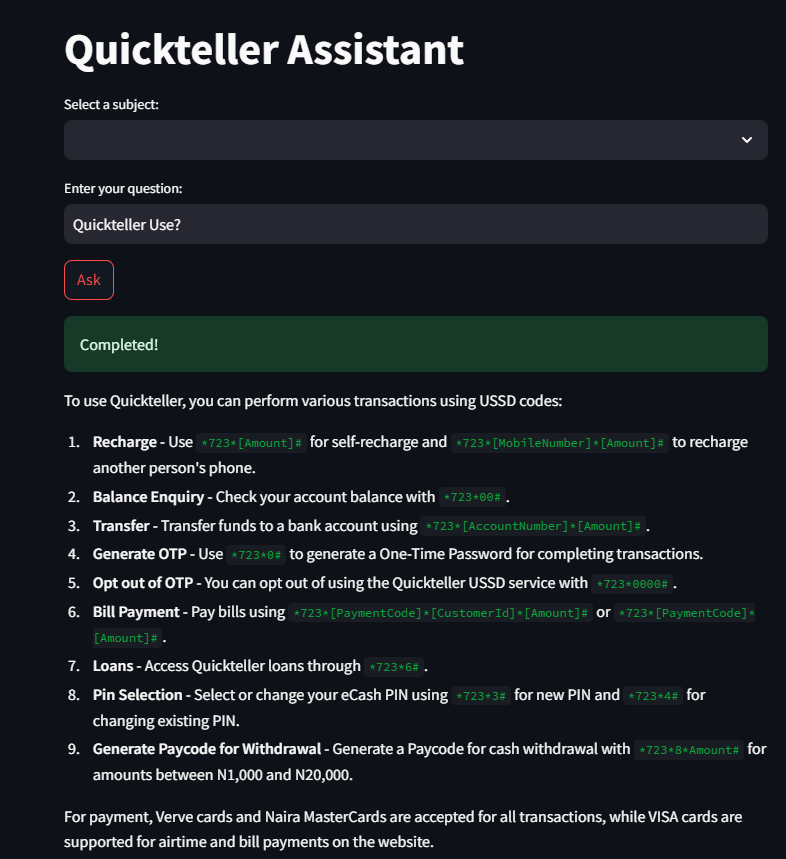 Quickteller Assistant
Select a subject:
Enter your question:
Quickteller Use?
Ask
Completed!
To use Quickteller, you can perform various transactions using USSD codes:
1. Recharge - Use *723*[Amount]# for self-recharge and *723*[MobileNumber]*[Amount]# to recharge
another person's phone.
2. Balance Enquiry - Check your account balance with *723*00# .
3. Transfer - Transfer funds to a bank account using *723*[AccountNumber]*[Amount]# .
4. Generate OTP - Use *723*0# to generate a One-Time Password for completing transactions.
5. Opt out of OTP - You can opt out of using the Quickteller USSD service with *723*0000# .
6. Bill Payment - Pay bills using *723*[PaymentCode]*[CustomerId]*[Amount]# or *723*[PaymentCode]*
[Amount]# .
7. Loans - Access Quickteller loans through *723*6# .
8. Pin Selection - Select or change your eCash PIN using *723*3# for new PIN and *723*4# for
changing existing PIN.
9. Generate Paycode for Withdrawal - Generate a Paycode for cash withdrawal with *723*8*Amount# for
amounts between N1,000 and N20,000.
For payment, Verve cards and Naira MasterCards are accepted for all transactions, while VISA cards are
supported for airtime and bill payments on the website.